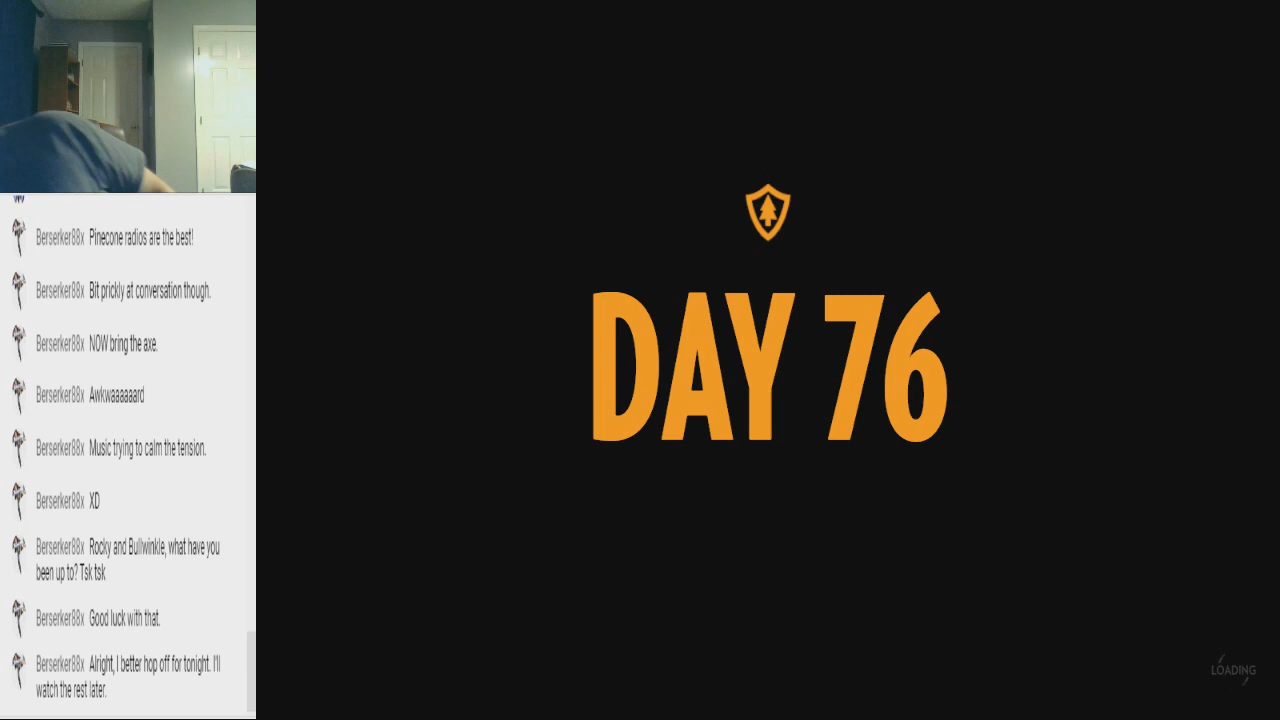 Berserker88x Pinecone radios are the best!
Berserker88x Bit prickly at conversation though.
Berserker88x NOW bring the axe.
Berserker88x Awkwaaaaaard
Berserker88x Music trying to calm the tension.
Berserker88x XD
Berserker88x Rocky and Bullwinkle, what have you
been up to? Tsk tsk
Berserker88x Good luck with that.
Berserker88x Alright, I better hop off for tonight. I'll
watch the rest later.
DAY 76
LOADING